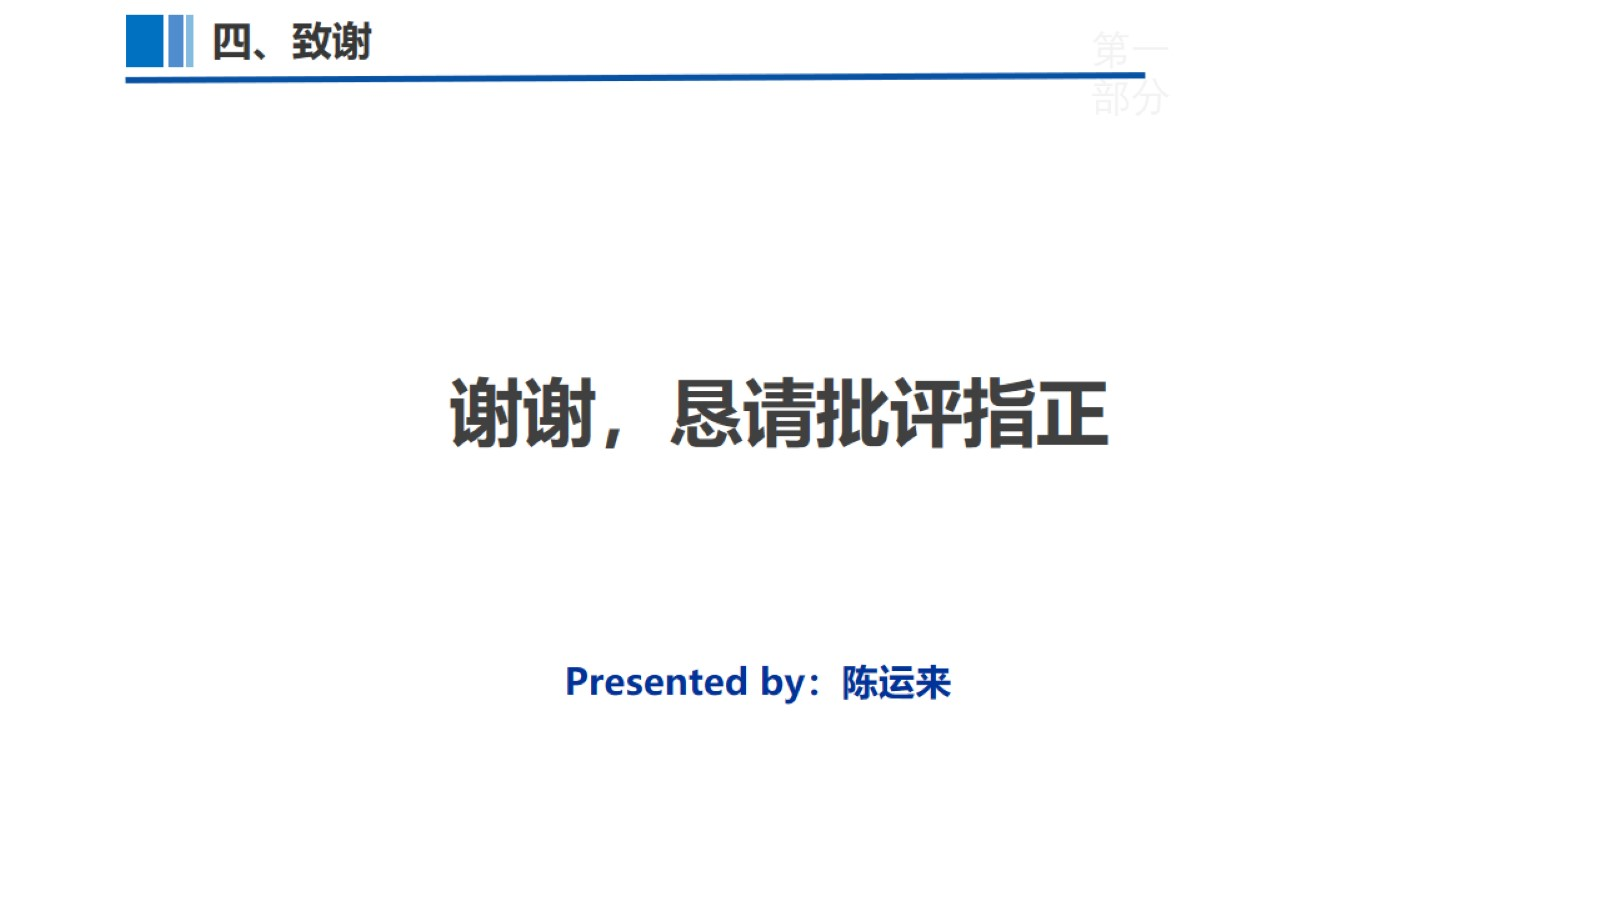 四、致谢
第一
部分
谢谢，恳请批评指正
Presented by：陈运来